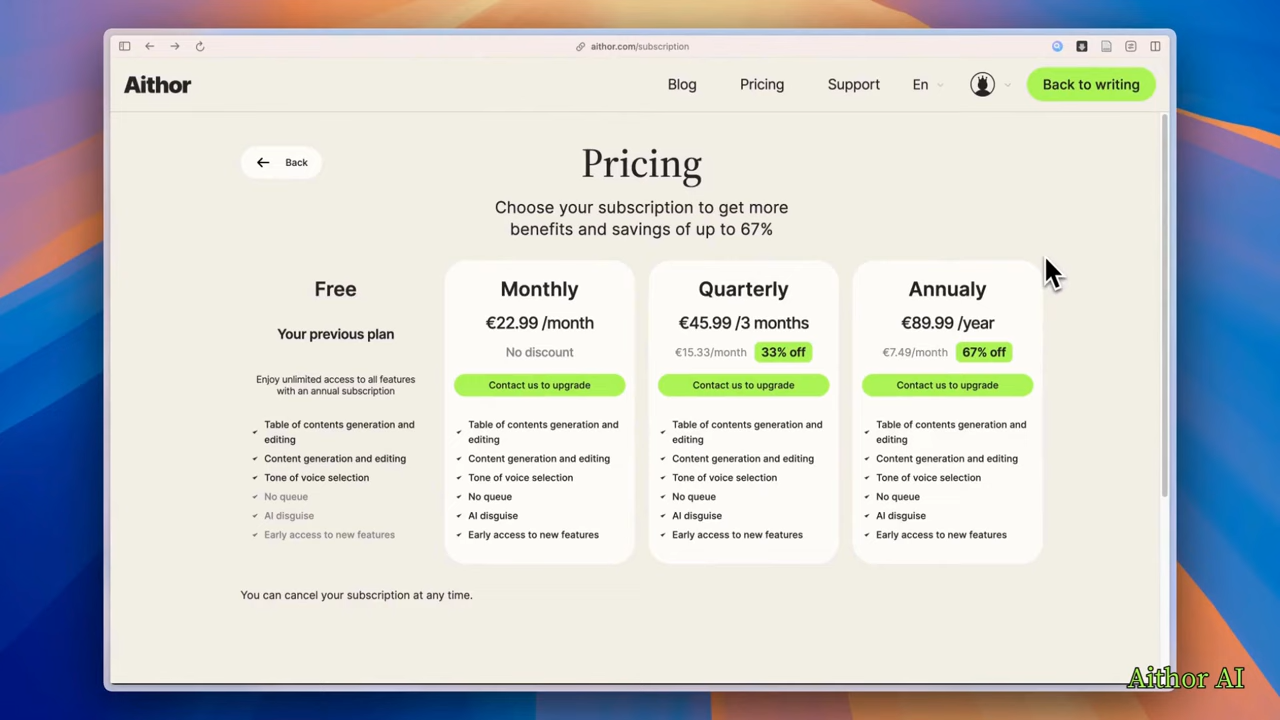 aithor.com/subscription
Aithor
Blog
Pricing
Support
En
Back to writing
Back
Pricing
Choose your subscription to get more
benefits and savings of up to 67%
Free
Your previous plan
Enjoy unlimited access to all features
with an annual subscription
Table of contents generation and
editing
Content generation and editing
Tone of voice selection
No queue
AI disguise
Early access to new features
Monthly
€22.99 /month
No discount
Contact us to upgrade
Table of contents generation and
editing
Content generation and editing
Tone of voice selection
No queue
AI disguise
Early access to new features
Quarterly
€45.99 /3 months
€15.33/month 33% off
Contact us to upgrade
Table of contents generation and
editing
Content generation and editing
Tone of voice selection
No queue
AI disguise
Early access to new features
Annualy
€89.99 /year
€7.49/month 67% off
Contact us to upgrade
Table of contents generation and
editing
Content generation and editing
Tone of voice selection
No queue
AI disguise
Early access to new features
You can cancel your subscription at any time.
Aithor AI